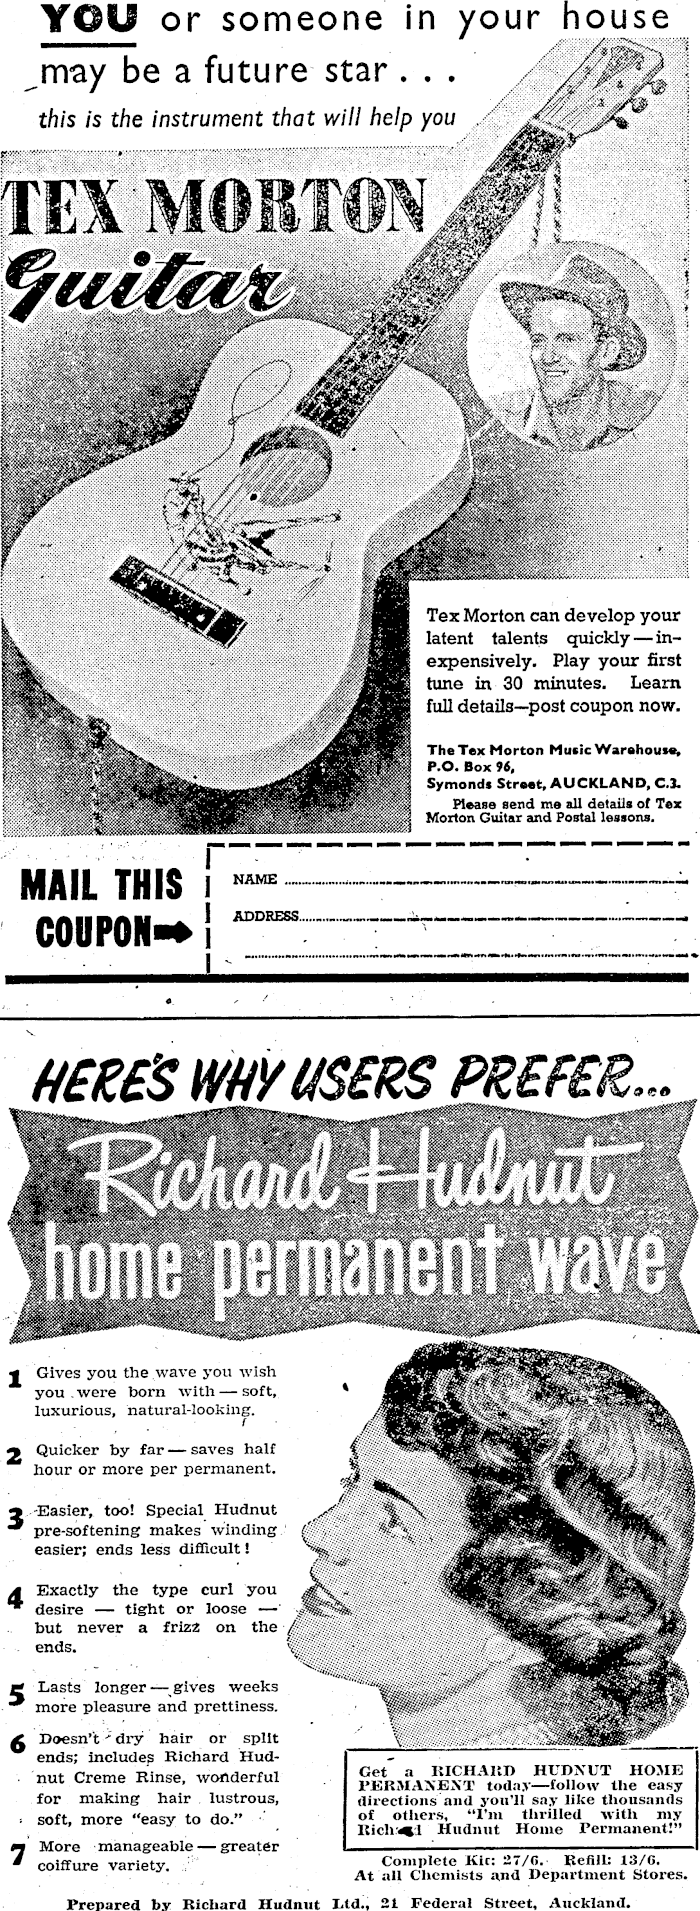 YOU or someone in your house
may be a future star . . .
this is the instrument that will help you
TEX MORTON
Guitar
Tex Morton can develop your
latent talents quickly—in-
expensively. Play your first
tune in 30 minutes. Learn
full details—post coupon now.
The Tex Morton Music Warehouse,
P.O. Box 96,
Symonds Street, AUCKLAND, C.3.
Please send me all details of Tex
Morton Guitar and Postal lessons.
MAIL THIS
COUPON
NAME
ADDRESS
HERE'S WHY USERS PREFER...
Richard Hudnut
home permanent wave
1 Gives you the wave you wish
you were born with — soft,
luxurious, natural-looking.
2 Quicker by far — saves half
hour or more per permanent.
3 Easier, too! Special Hudnut
pre-softening makes winding
easier; ends less difficult!
4 Exactly the type curl you
desire — tight or loose —
but never a frizz on the
ends.
5 Lasts longer — gives weeks
more pleasure and prettiness.
6 Doesn't dry hair or split
ends; includes Richard Hud-
nut Creme Rinse, wonderful
for making hair lustrous,
soft, more "easy to do."
7 More manageable — greater
coiffure variety.
Get a RICHARD HUDNUT HOME
PERMANENT today—follow the easy
directions and you'll say like thousands
of others, "I'm thrilled with my
Richard Hudnut Home Permanent!"
Complete Kit: 27/6. Refill: 13/6.
At all Chemists and Department Stores.
Prepared by Richard Hudnut Ltd., 21 Federal Street, Auckland.